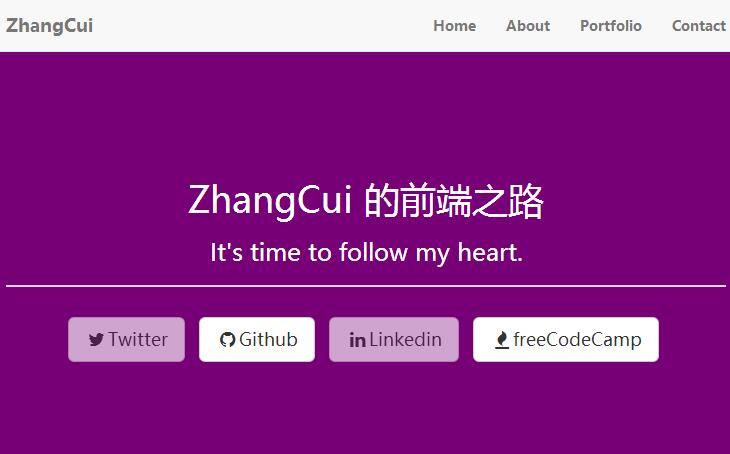 ZhangCui Home About Portfolio Contact
ZhangCui 的前端之路
It's time to follow my heart.
Twitter Github Linkedin freeCodeCamp